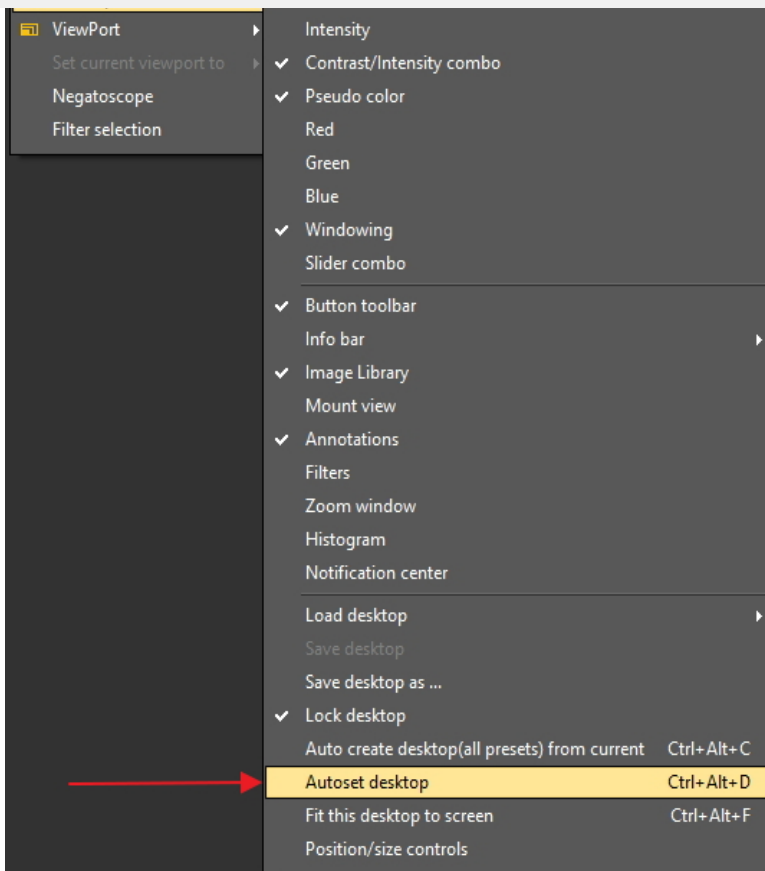 ViewPort
Set current viewport to
Negatoscope
Filter selection
Intensity
Contrast/Intensity combo
Pseudo color
Red
Green
Blue
Windowing
Slider combo
Button toolbar
Info bar
Image Library
Mount view
Annotations
Filters
Zoom window
Histogram
Notification center
Load desktop
Save desktop
Save desktop as ...
Lock desktop
Auto create desktop(all presets) from current Ctrl+Alt+C
Autoset desktop Ctrl+Alt+D
Fit this desktop to screen Ctrl+Alt+F
Position/size controls